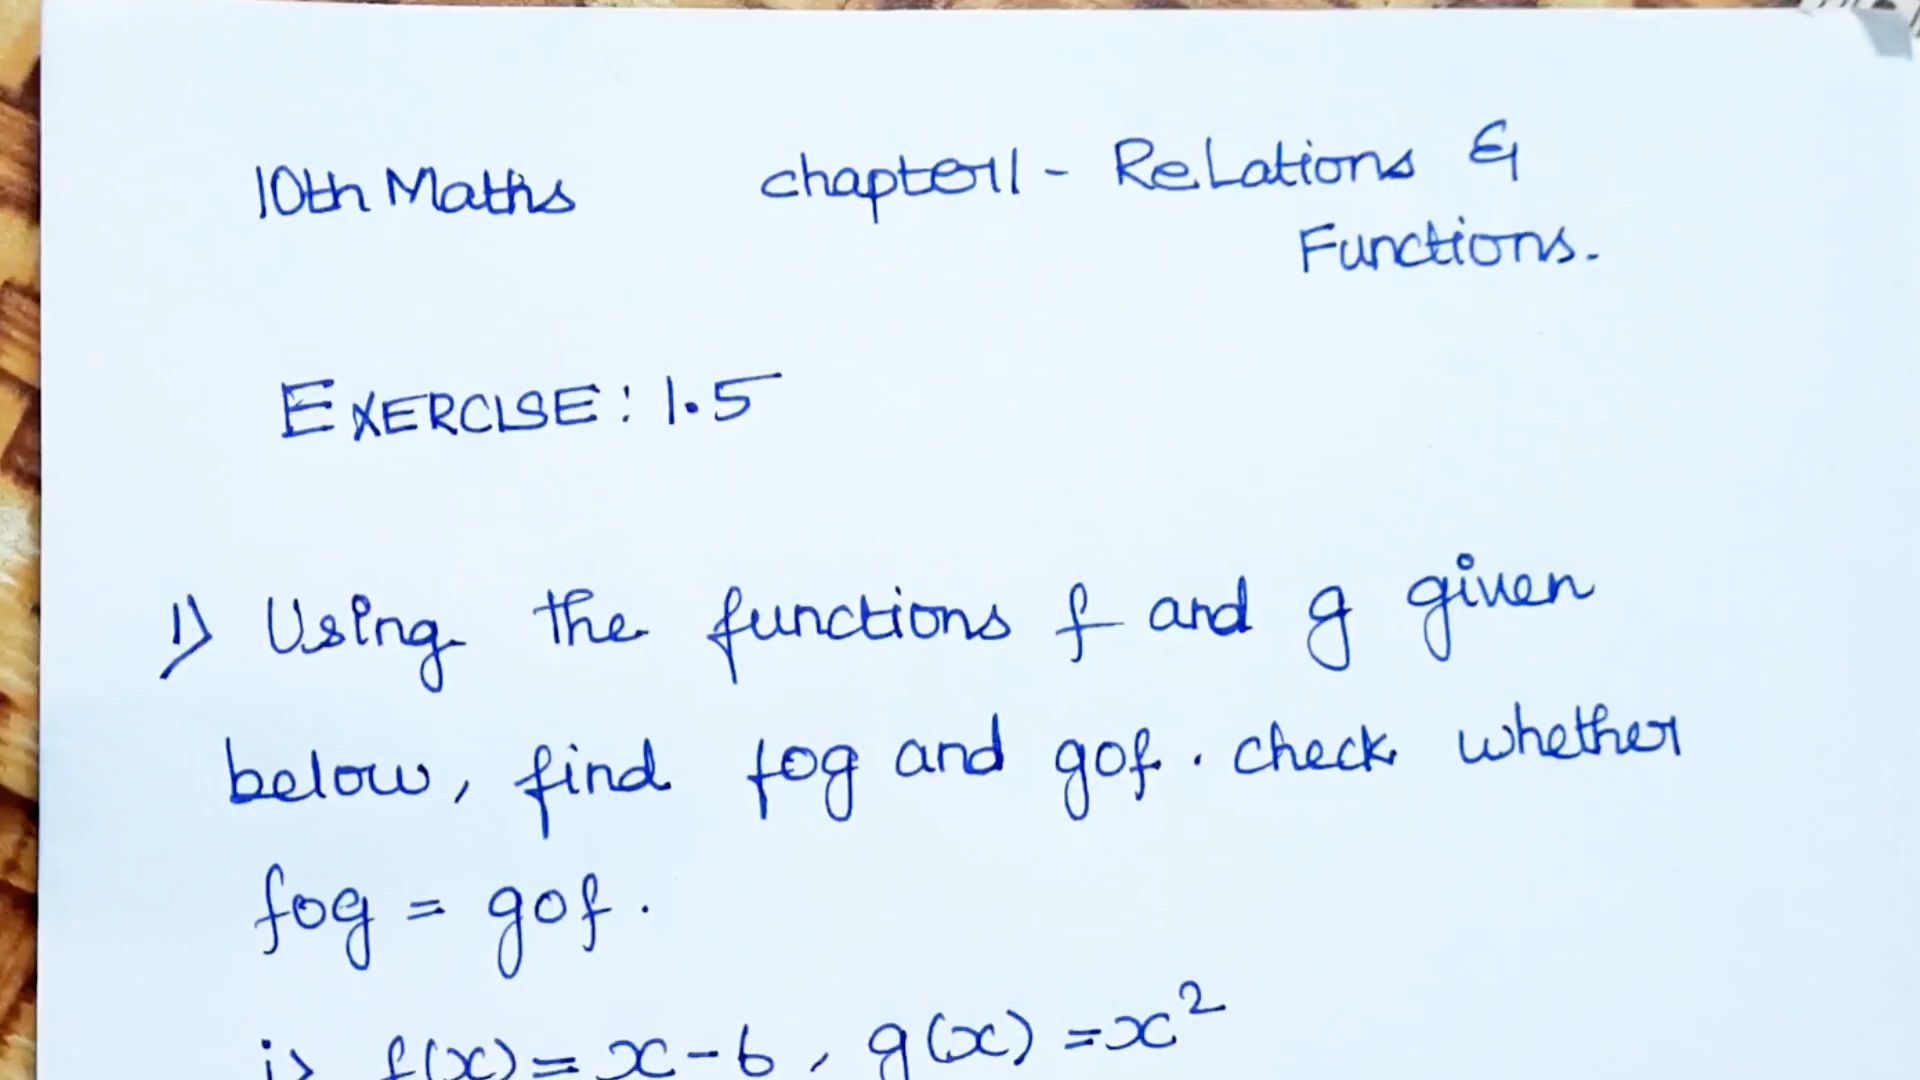 10th Maths chapter 1 - Relations &
Functions.
EXERCISE: 1.5
1) Using the functions f and g given
below, find fog and gof. check whether
fog = gof.
i) f(x) = x - 6, g(x) = x²